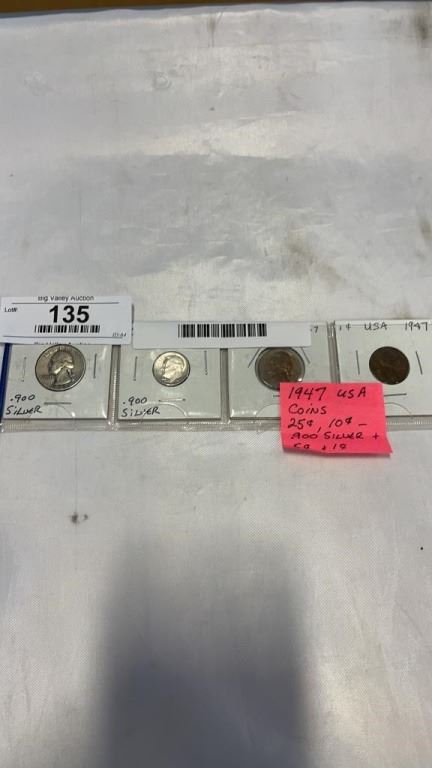 Big Valley Auction
Lot#:
135
7
1¢ USA 1947
.900
SILVER
.900
SILVER
1947 USA
COINS
25¢, 10¢ -
.900 SILVER +
5¢ + 1¢